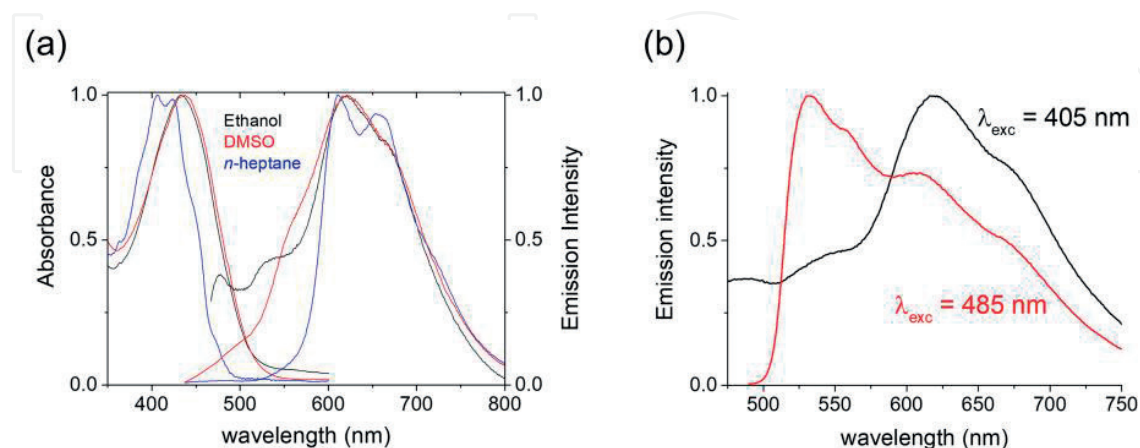 (a)
(b)
1.0
0.5
0.0
Absorbance
400 500 600 700 800
wavelength (nm)
1.0
0.5
0.0
Emission Intensity
Ethanol
DMSO
n-heptane
1.0
0.5
0.0
Emission intensity
500 550 600 650 700 750
wavelength (nm)
λexc = 405 nm
λexc = 485 nm